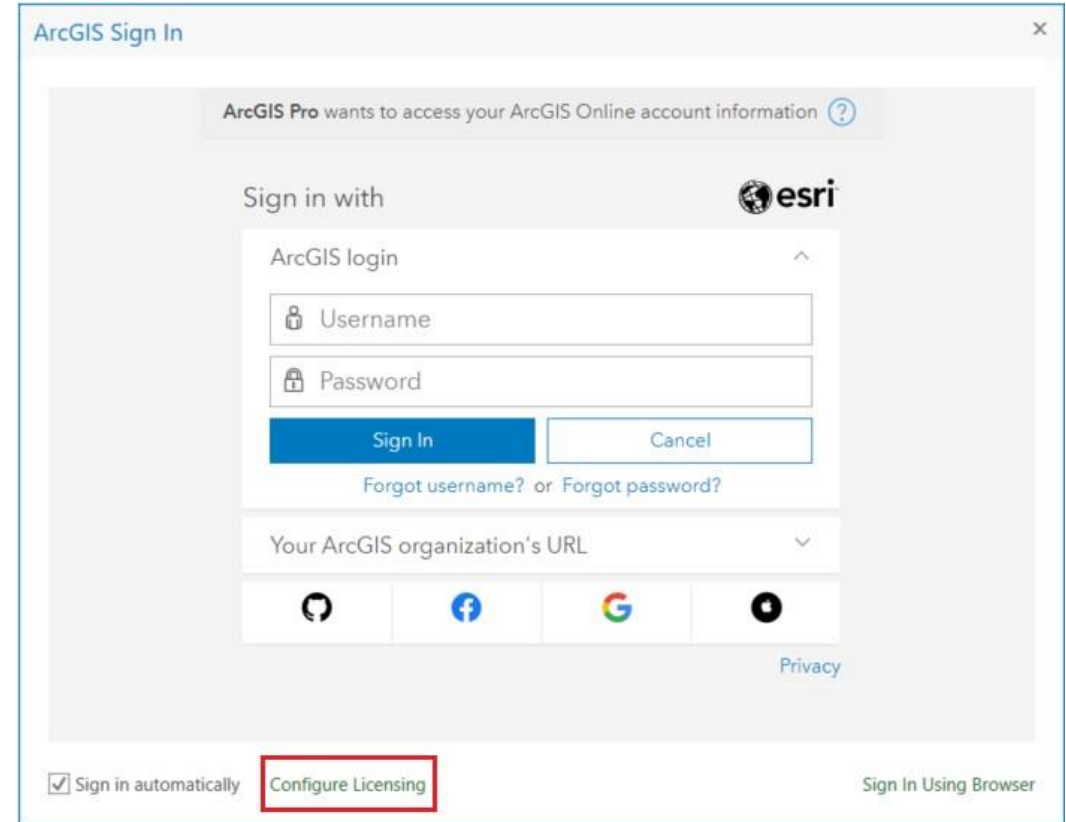 ArcGIS Sign In
ArcGIS Pro wants to access your ArcGIS Online account information ?
Sign in with
esri
ArcGIS login
Username
Password
Sign In
Cancel
Forgot username? or Forgot password?
Your ArcGIS organization's URL
Privacy
Sign in automatically
Configure Licensing
Sign In Using Browser